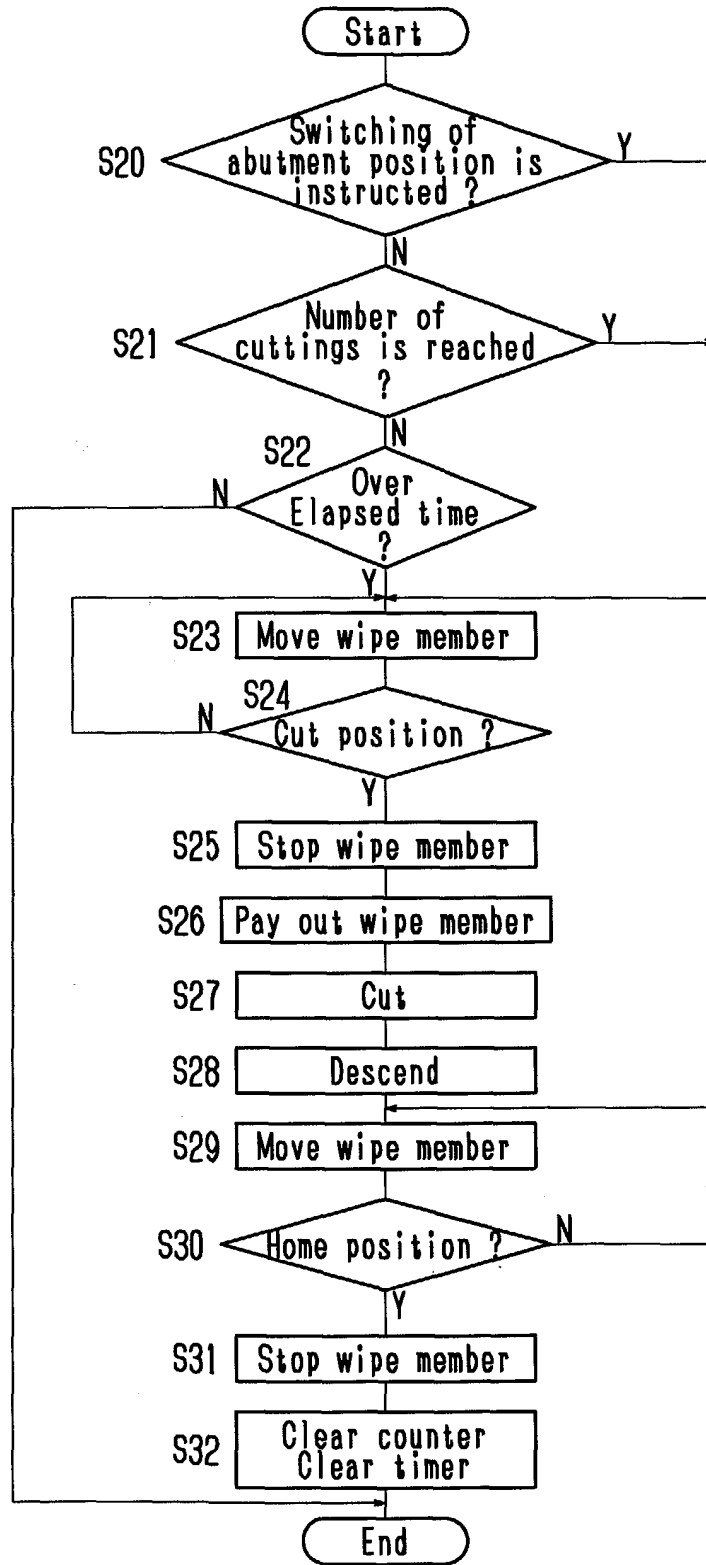 Start
S20
Switching of
abutment position is
instructed ?
Y
N
S21
Number of
cuttings is reached
?
Y
N
S22
Over
Elapsed time
?
N
Y
S23
Move wipe member
S24
Cut position ?
N
Y
S25
Stop wipe member
S26
Pay out wipe member
S27
Cut
S28
Descend
S29
Move wipe member
S30
Home position ?
N
Y
S31
Stop wipe member
S32
Clear counter
Clear timer
End